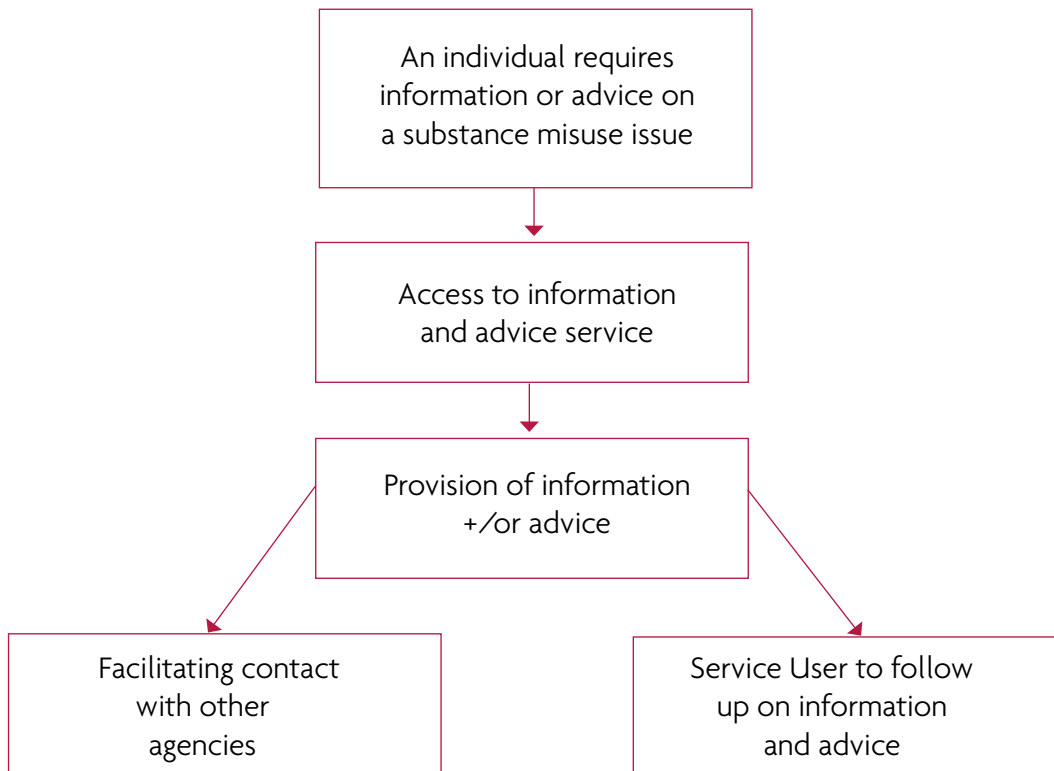 An individual requires
information or advice on
a substance misuse issue
Access to information
and advice service
Provision of information
+/or advice
Facilitating contact
with other
agencies
Service User to follow
up on information
and advice